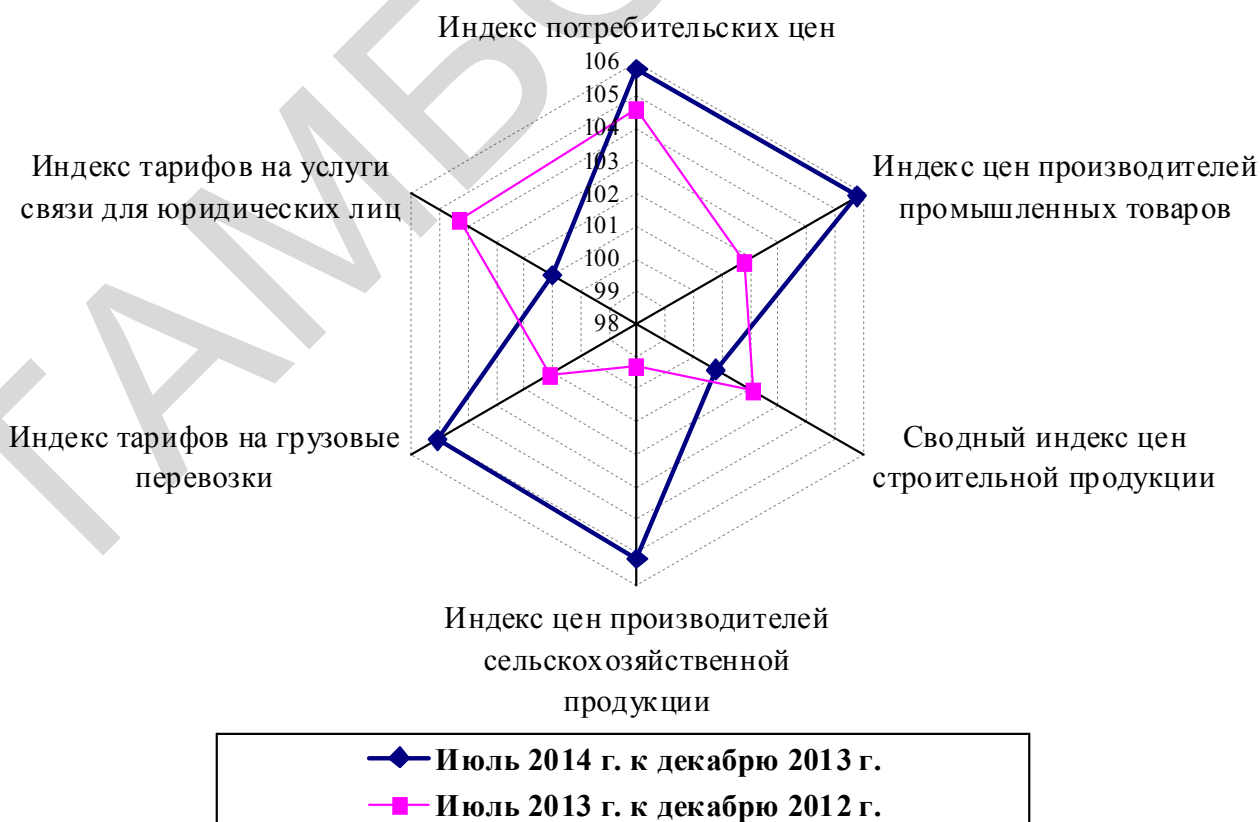 Индекс потребительских цен
106
105
104
103
102
101
100
99
98
Индекс цен производителей
промышленных товаров
Сводный индекс цен
строительной продукции
Индекс цен производителей
сельскохозяйственной
продукции
Индекс тарифов на грузовые
перевозки
Индекс тарифов на услуги
связи для юридических лиц
Июль 2014 г. к декабрю 2013 г.
Июль 2013 г. к декабрю 2012 г.
ТАМБ